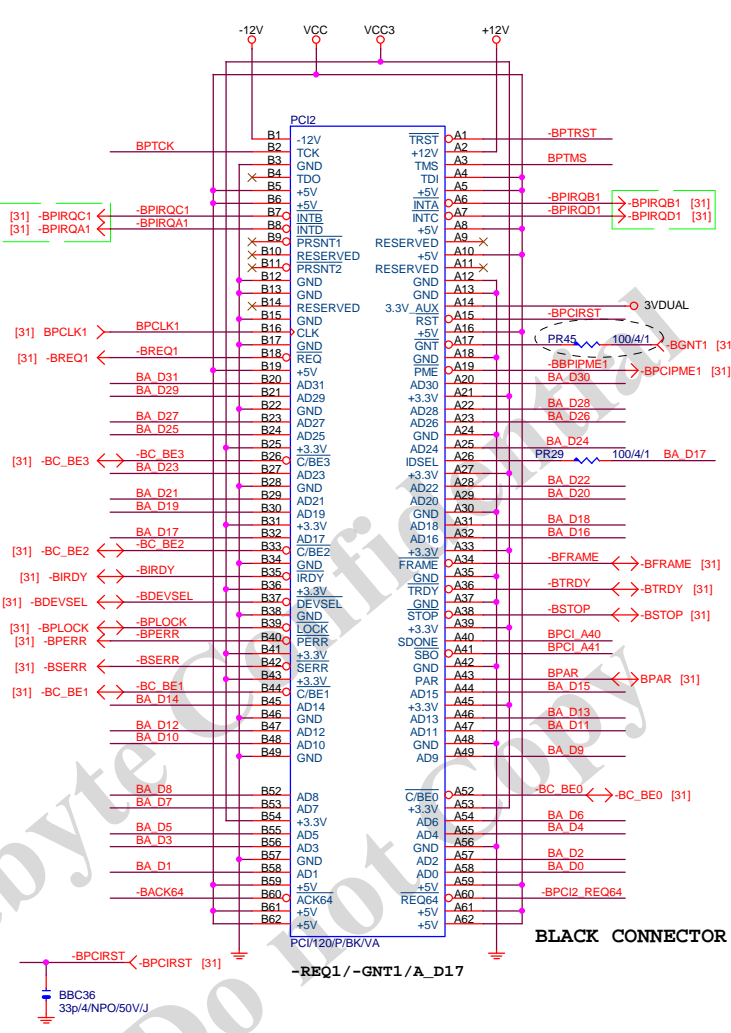 -12V VCC VCC3 +12V
PCI2
B1 -12V TRST A1 -BPTRST
BPTCK B2 TCK +12V A2
B3 GND TMS A3 BPTMS
B4 TDO TDI A4
B5 +5V +5V A5
B6 +5V INTA A6 -BPIRQB1 -BPIRQB1 [31]
[31] -BPIRQC1 -BPIRQC1 B7 INTB INTC A7 -BPIRQD1 -BPIRQD1 [31]
[31] -BPIRQA1 -BPIRQA1 B8 INTD +5V A8
B9 PRSNT1 RESERVED A9
B10 RESERVED +5V A10
B11 PRSNT2 RESERVED A11
B12 GND GND A12
B13 GND GND A13
B14 RESERVED 3.3V_AUX A14 3VDUAL
B15 GND RST A15 -BPCIRST
[31] BPCLK1 BPCLK1 B16 CLK +5V A16
B17 GND GNT A17 PR45 100/4/1 -BGNT1 [31
[31] -BREQ1 -BREQ1 B18 REQ GND A18
B19 +5V PME A19 -BBPIPME1 -BPCIPME1 [31]
BA_D31 B20 AD31 AD30 A20 BA_D30
BA_D29 B21 AD29 +3.3V A21
B22 GND AD28 A22 BA_D28
BA_D27 B23 AD27 AD26 A23 BA_D26
BA_D25 B24 AD25 GND A24
B25 +3.3V AD24 A25 BA_D24
[31] -BC_BE3 -BC_BE3 B26 C/BE3 IDSEL A26 PR29 100/4/1 BA_D17
BA_D23 B27 AD23 +3.3V A27
B28 GND AD22 A28 BA_D22
BA_D21 B29 AD21 AD20 A29 BA_D20
BA_D19 B30 AD19 GND A30
B31 +3.3V AD18 A31 BA_D18
BA_D17 B32 AD17 AD16 A32 BA_D16
[31] -BC_BE2 -BC_BE2 B33 C/BE2 +3.3V A33
B34 GND FRAME A34 -BFRAME -BFRAME [31]
[31] -BIRDY -BIRDY B35 IRDY GND A35
B36 +3.3V TRDY A36 -BTRDY -BTRDY [31]
[31] -BDEVSEL -BDEVSEL B37 DEVSEL GND A37
B38 GND STOP A38 -BSTOP -BSTOP [31]
[31] -BPLOCK -BPLOCK B39 LOCK +3.3V A39
[31] -BPERR -BPERR B40 PERR SDONE A40 BPCI_A40
B41 +3.3V SBO A41 BPCI_A41
[31] -BSERR -BSERR B42 SERR GND A42
B43 +3.3V PAR A43 BPAR BPAR [31]
[31] -BC_BE1 -BC_BE1 B44 C/BE1 AD15 A44 BA_D15
BA_D14 B45 AD14 +3.3V A45
B46 GND AD13 A46 BA_D13
BA_D12 B47 AD12 AD11 A47 BA_D11
BA_D10 B48 AD10 GND A48
B49 GND AD9 A49 BA_D9
BA_D8 B52 AD8 C/BE0 A52 -BC_BE0 -BC_BE0 [31]
BA_D7 B53 AD7 +3.3V A53
B54 +3.3V AD6 A54 BA_D6
BA_D5 B55 AD5 AD4 A55 BA_D4
BA_D3 B56 AD3 GND A56
B57 GND AD2 A57 BA_D2
BA_D1 B58 AD1 AD0 A58 BA_D0
B59 +5V +5V A59
-BACK64 B60 ACK64 REQ64 A60 -BPCI2_REQ64
B61 +5V +5V A61
B62 +5V +5V A62
PCI/120/P/BK/VA
BLACK CONNECTOR
-REQ1/-GNT1/A_D17
-BPCIRST -BPCIRST [31]
BBC36
33p/4/NPO/50V/J
byte Confidential
Do not Copy